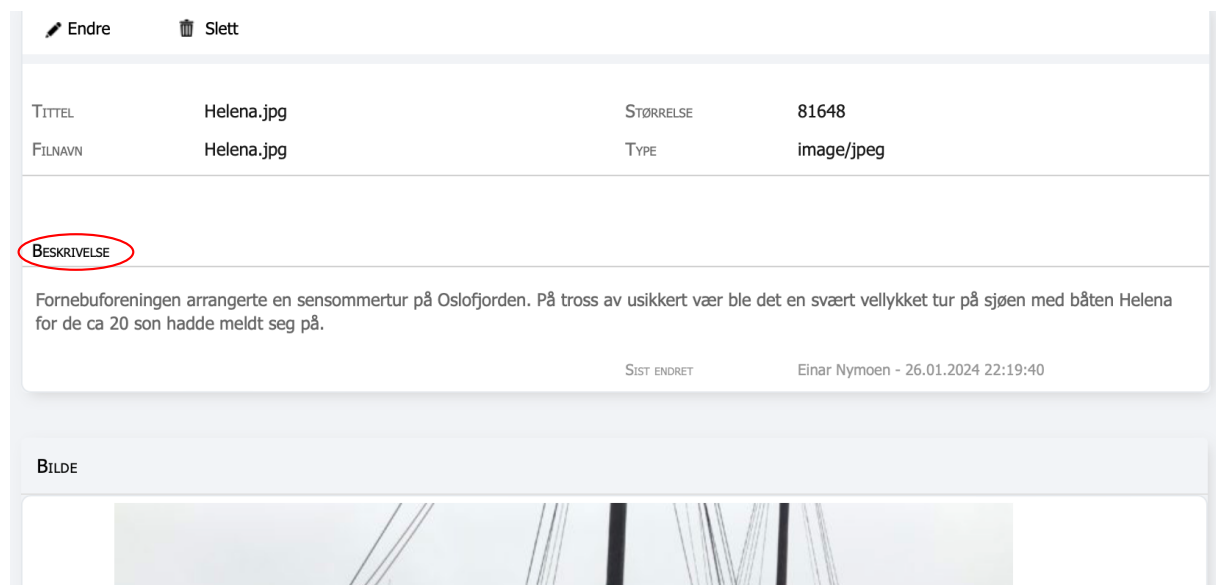 Endre Slett
Tittel Helena.jpg Størrelse 81648
Filnavn Helena.jpg Type image/jpeg
Beskrivelse
Fornebuforeningen arrangerte en sensommertur på Oslofjorden. På tross av usikkert vær ble det en svært vellykket tur på sjøen med båten Helena
for de ca 20 son hadde meldt seg på.
Sist endret Einar Nymoen - 26.01.2024 22:19:40
Bilde